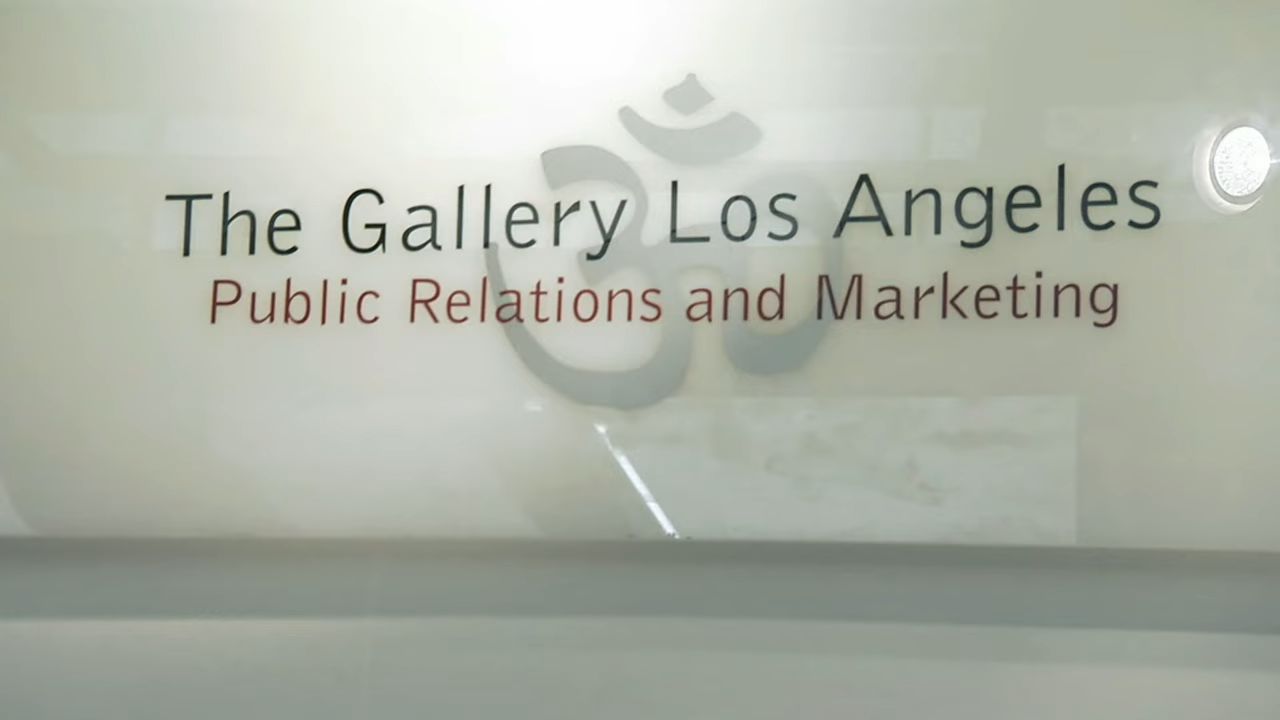 ॐ
The Gallery Los Angeles
Public Relations and Marketing